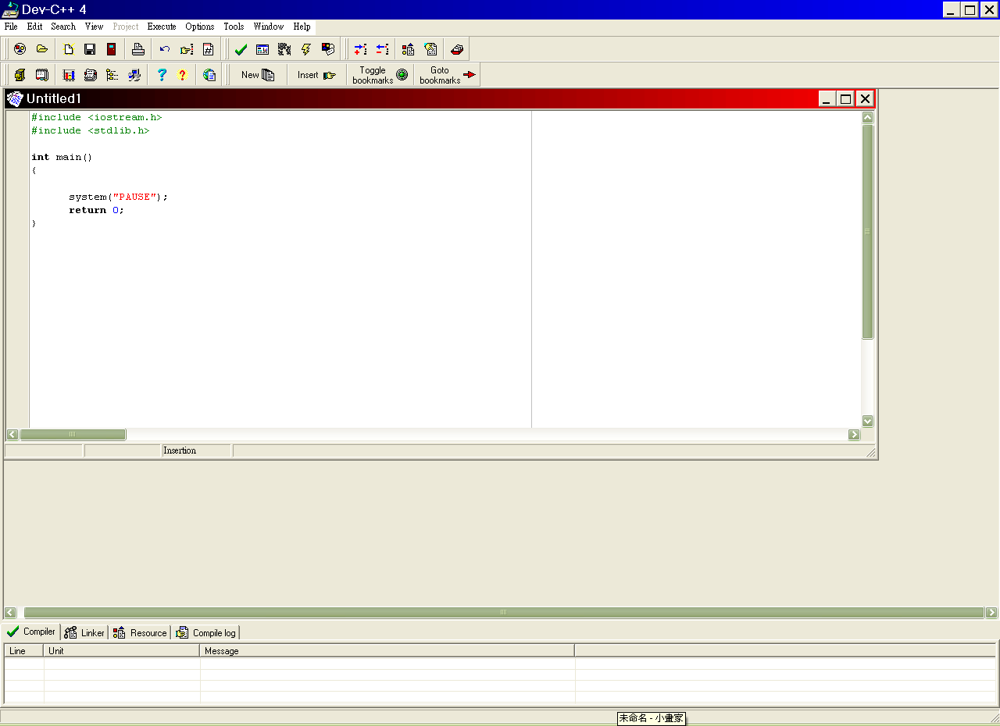 Dev-C++ 4
File Edit Search View Project Execute Options Tools Window Help
New Insert Toggle bookmarks Goto bookmarks
Untitled1
#include <iostream.h>
#include <stdlib.h>
int main()
{
system("PAUSE");
return 0;
}
Insertion
Compiler Linker Resource Compile log
Line Unit Message
未命名 - 小畫家